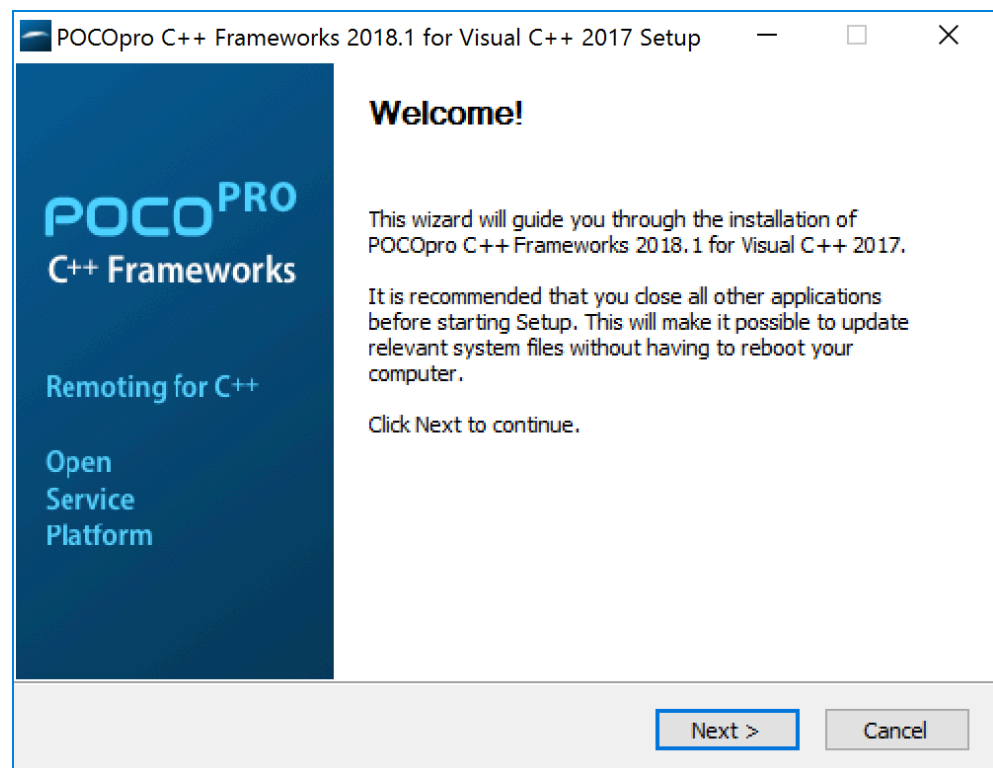 POCOpro C++ Frameworks 2018.1 for Visual C++ 2017 Setup
POCO PRO
C++ Frameworks
Remoting for C++
Open
Service
Platform
Welcome!
This wizard will guide you through the installation of
POCOpro C++ Frameworks 2018.1 for Visual C++ 2017.
It is recommended that you close all other applications
before starting Setup. This will make it possible to update
relevant system files without having to reboot your
computer.
Click Next to continue.
Next >
Cancel